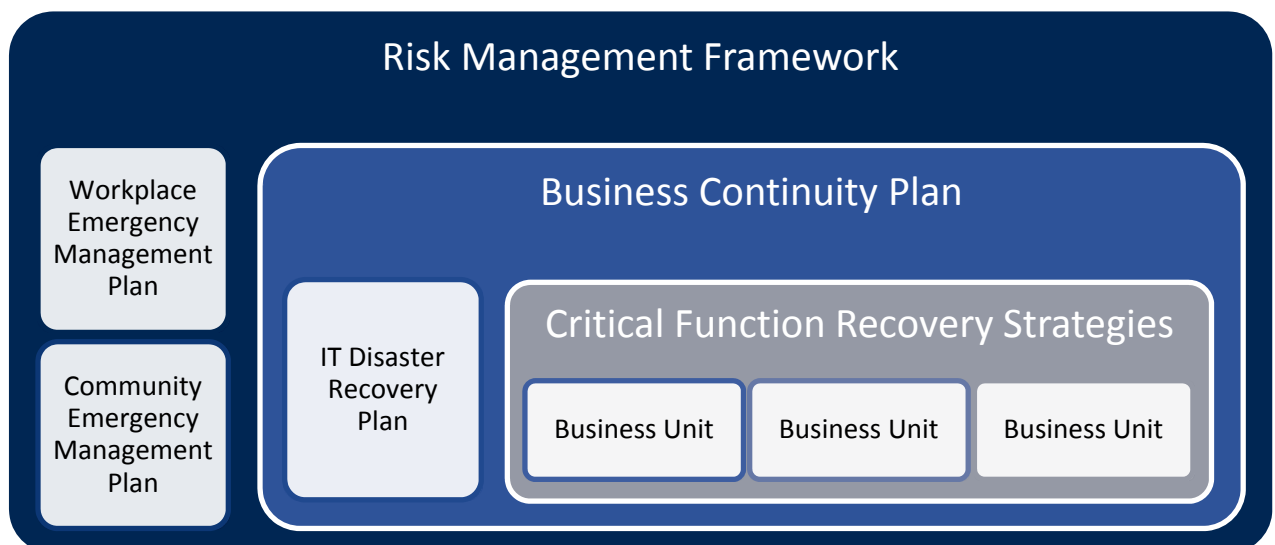 Risk Management Framework
Workplace
Emergency
Management
Plan
Community
Emergency
Management
Plan
Business Continuity Plan
IT Disaster
Recovery
Plan
Critical Function Recovery Strategies
Business Unit
Business Unit
Business Unit